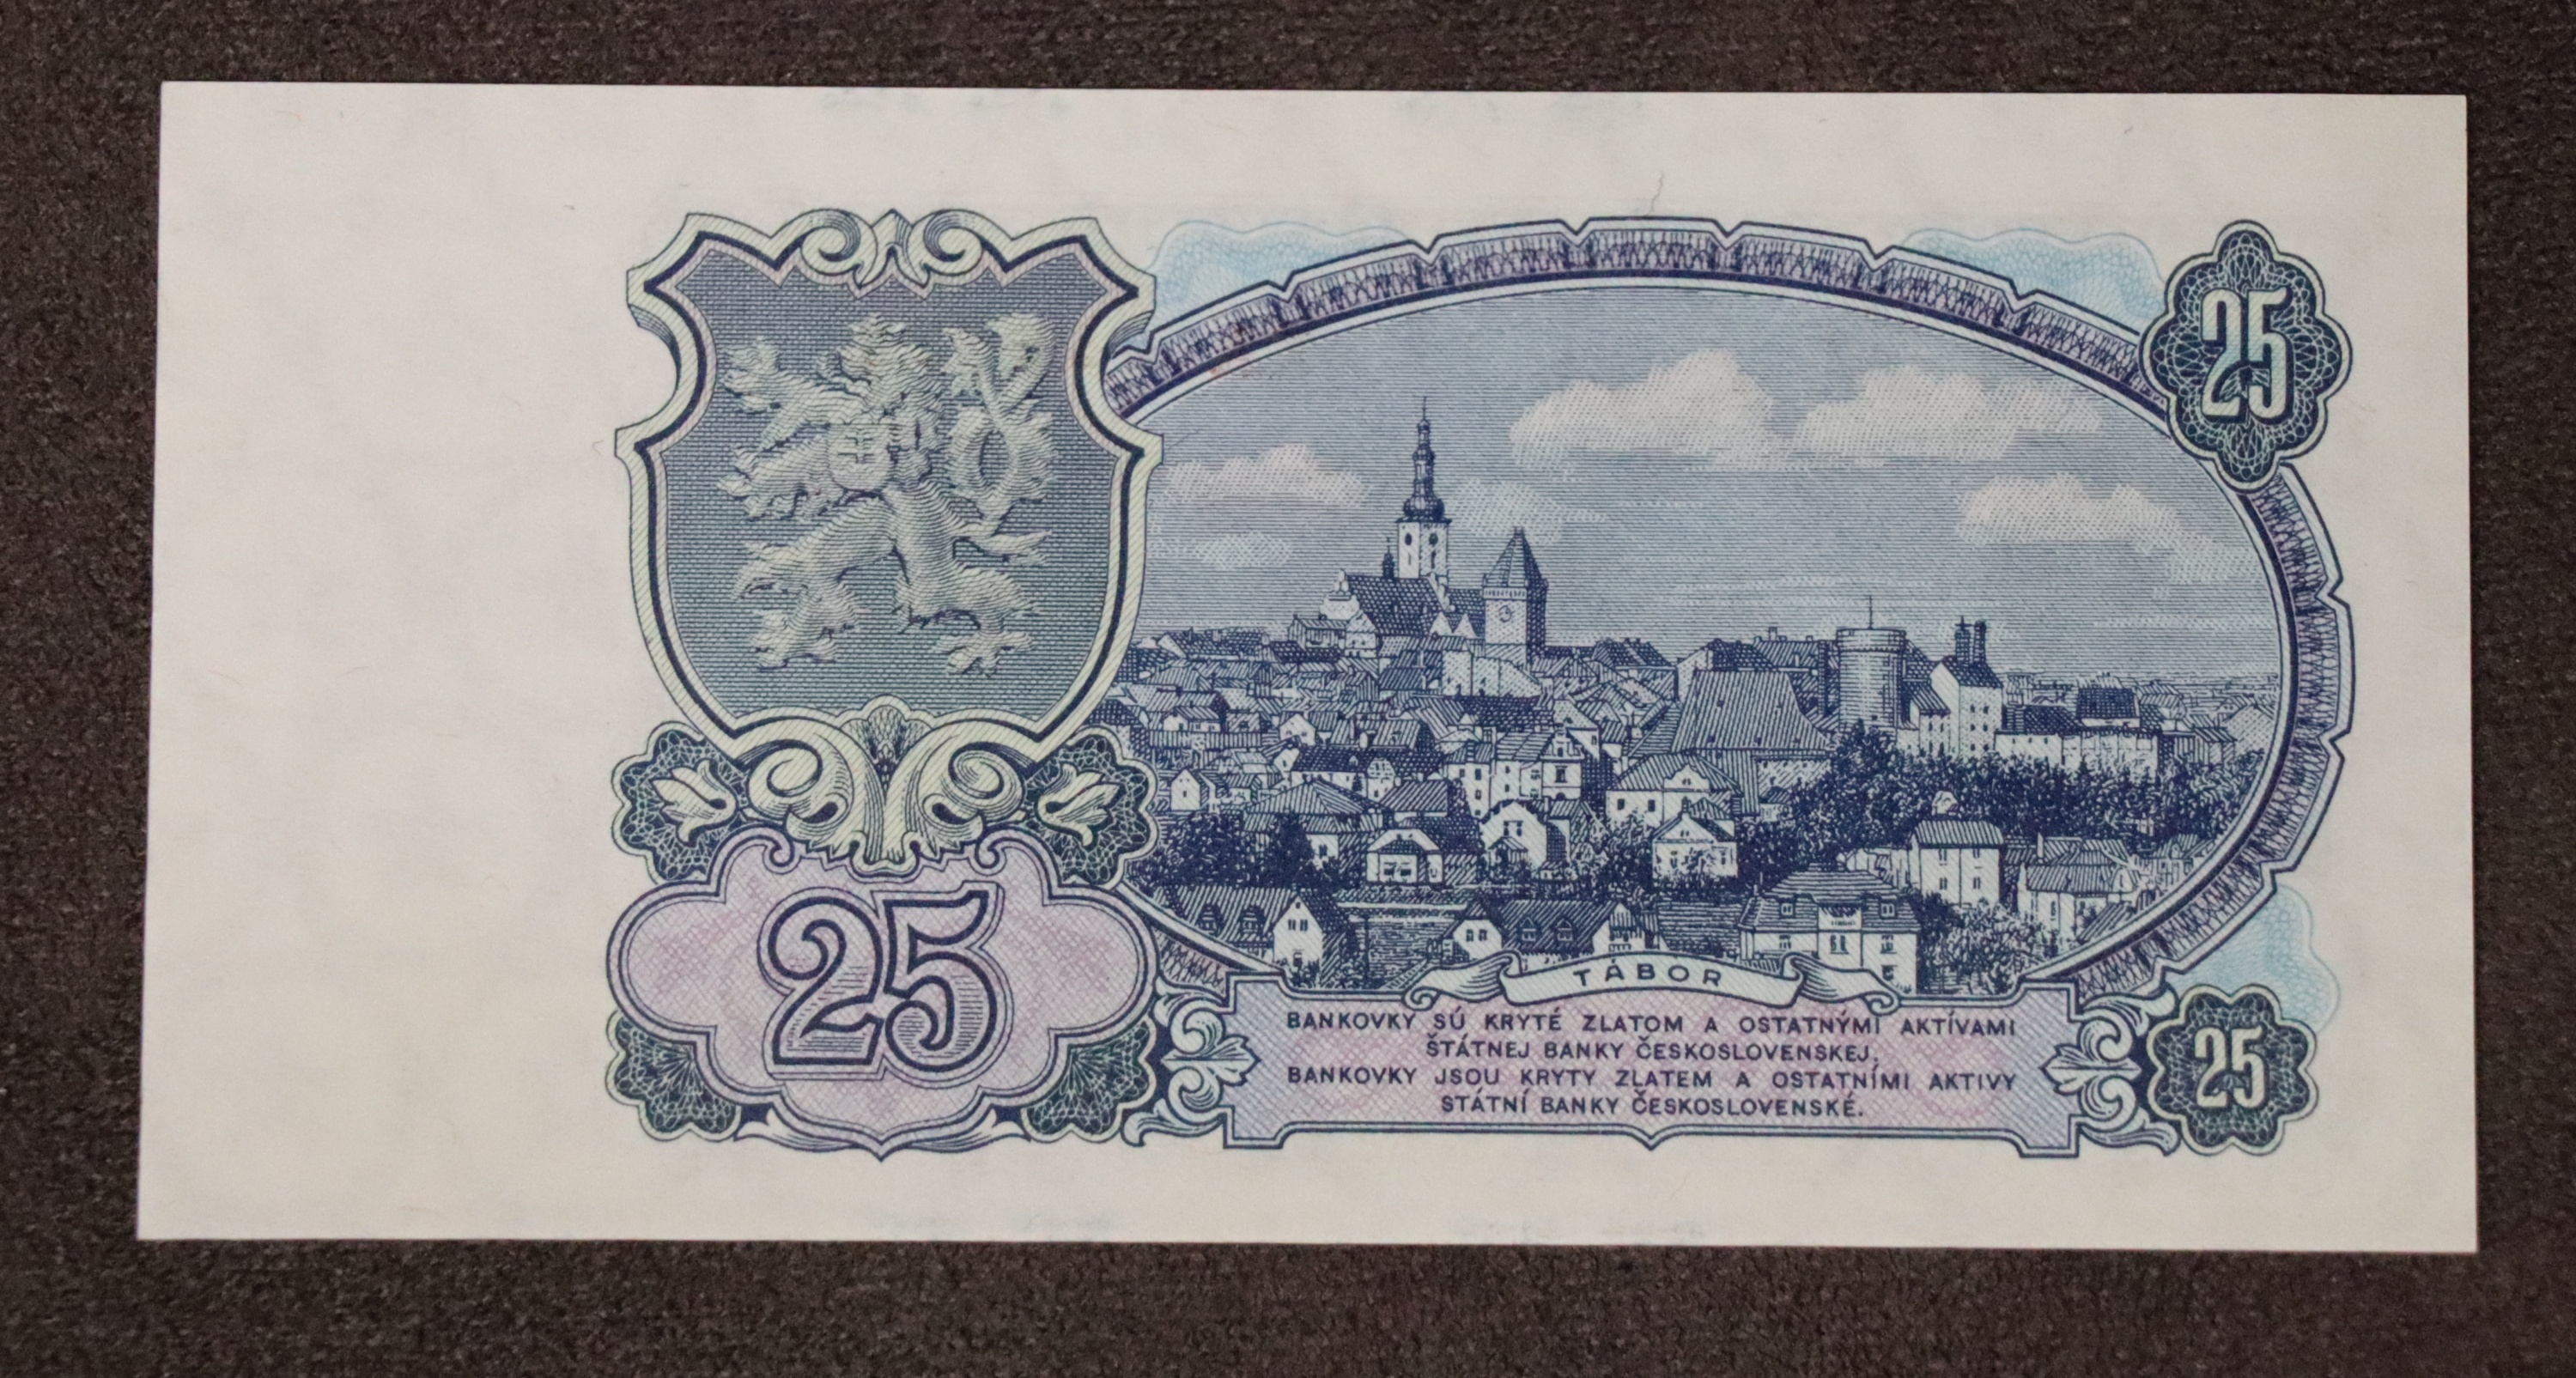 25
TÁBOR
BANKOVKY SÚ KRYTÉ ZLATOM A OSTATNÝMI AKTÍVAMI
ŠTÁTNEJ BANKY ČESKOSLOVENSKEJ.
BANKOVKY JSOU KRYTY ZLATEM A OSTATNÍMI AKTIVY
STÁTNÍ BANKY ČESKOSLOVENSKÉ.
25
25